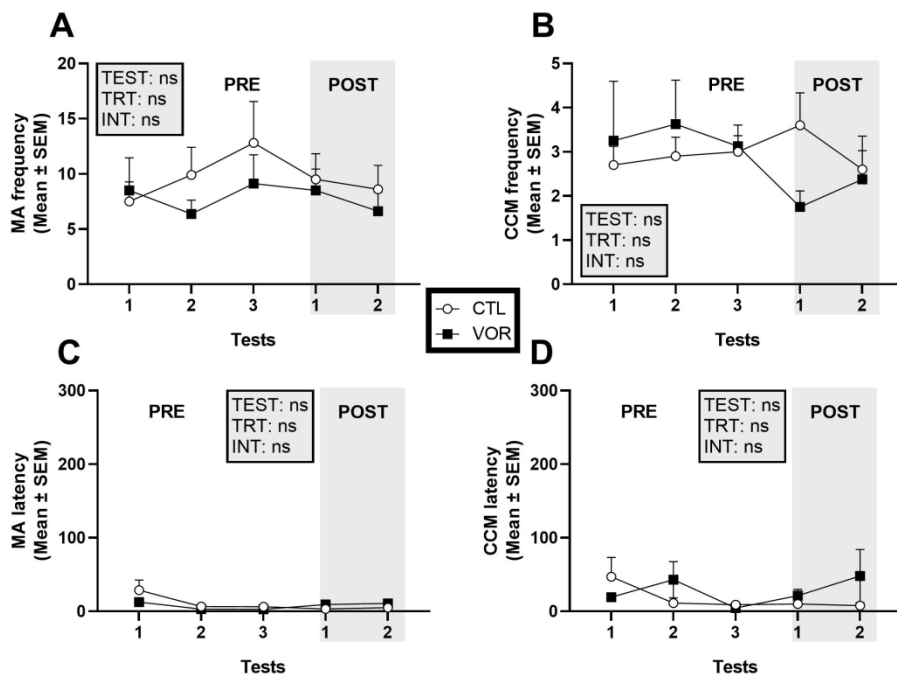 A
MA frequency
(Mean ± SEM)
20
15
10
5
0
TEST: ns
TRT: ns
INT: ns
PRE
POST
1 2 3 1 2
Tests
B
CCM frequency
(Mean ± SEM)
5
4
3
2
1
0
PRE
POST
TEST: ns
TRT: ns
INT: ns
1 2 3 1 2
Tests
CTL
VOR
C
MA latency
(Mean ± SEM)
300
200
100
0
PRE
TEST: ns
TRT: ns
INT: ns
POST
1 2 3 1 2
Tests
D
CCM latency
(Mean ± SEM)
300
200
100
0
PRE
TEST: ns
TRT: ns
INT: ns
POST
1 2 3 1 2
Tests